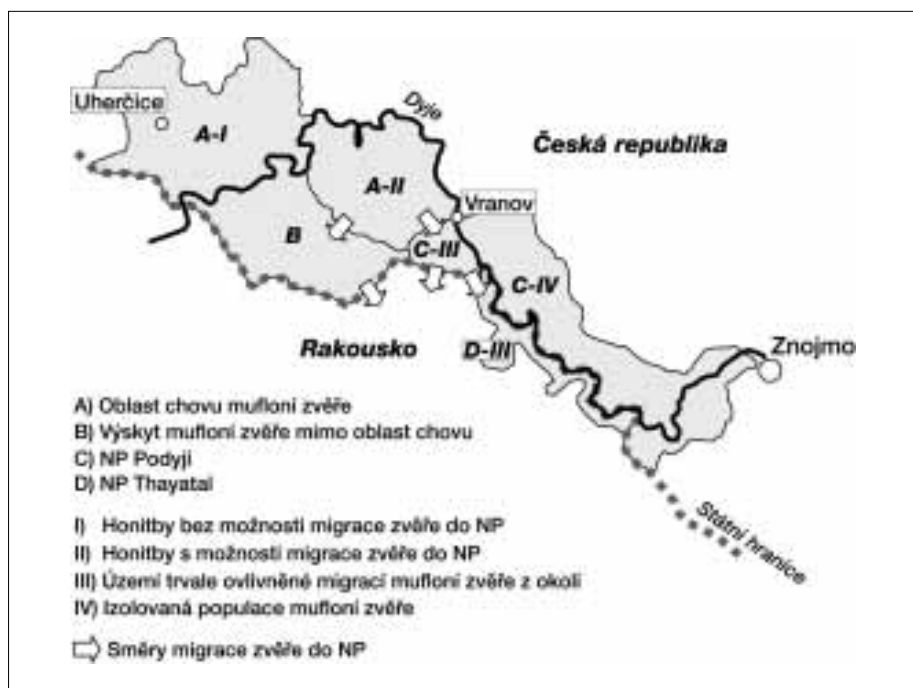 Uherčice
A-I
Dyje
Česká republika
A-II
Vranov
B
C-III
C-IV
Rakousko
D-III
Znojmo
A) Oblast chovu mufloní zvěře
B) Výskyt mufloní zvěře mimo oblast chovu
C) NP Podyjí
D) NP Thayatal
Státní hranice
I) Honitby bez možnosti migrace zvěře do NP
II) Honitby s možností migrace zvěře do NP
III) Území trvale ovlivněné migrací mufloní zvěře z okolí
IV) Izolovaná populace mufloní zvěře
Směry migrace zvěře do NP